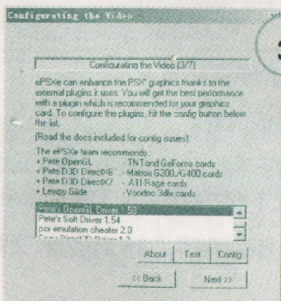 Configurating the Video
Configurating the Video (3/7)
ePSXe can enhance the PSX' graphics thanks to the
external plugins it uses. You will get the best performance
with a plugin which is recommended for your graphics
card. To configure the plugins, hit the config button below
the list.
(Read the docs included for config issues)
The ePSXe team recommends:
+ Pete OpenGL - TNT and GeForce cards
+ Pete D3D DirectX6 - Matrox G200/G400 cards
+ Pete D3D DirectX7 - ATI Rage cards
+ Lewpy Glide - Voodoo 3dfx cards
Pete's OpenGL Driver 1.50
Pete's Soft Driver 1.54
psx emulation cheater 2.0
About Test Config
<< Back Next >>